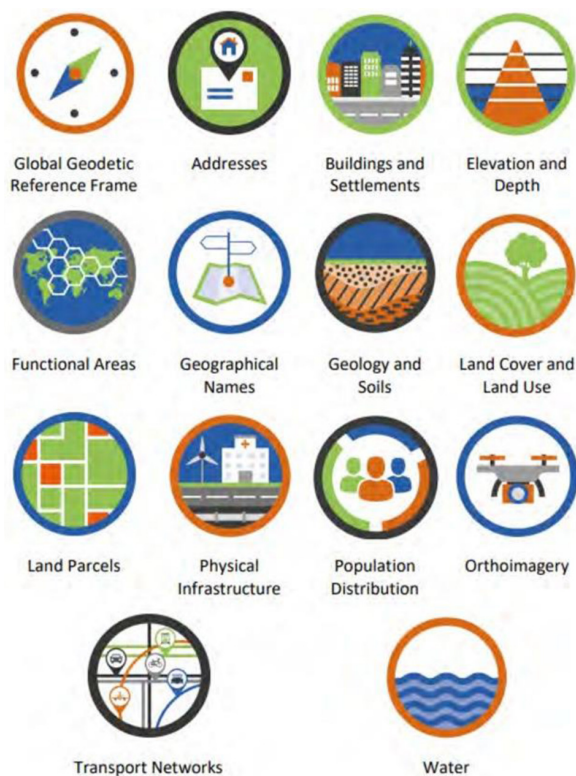 Global Geodetic
Reference Frame
Addresses
Buildings and
Settlements
Elevation and
Depth
Functional Areas
Geographical
Names
Geology and
Soils
Land Cover and
Land Use
Land Parcels
Physical
Infrastructure
Population
Distribution
Orthoimagery
Transport Networks
Water